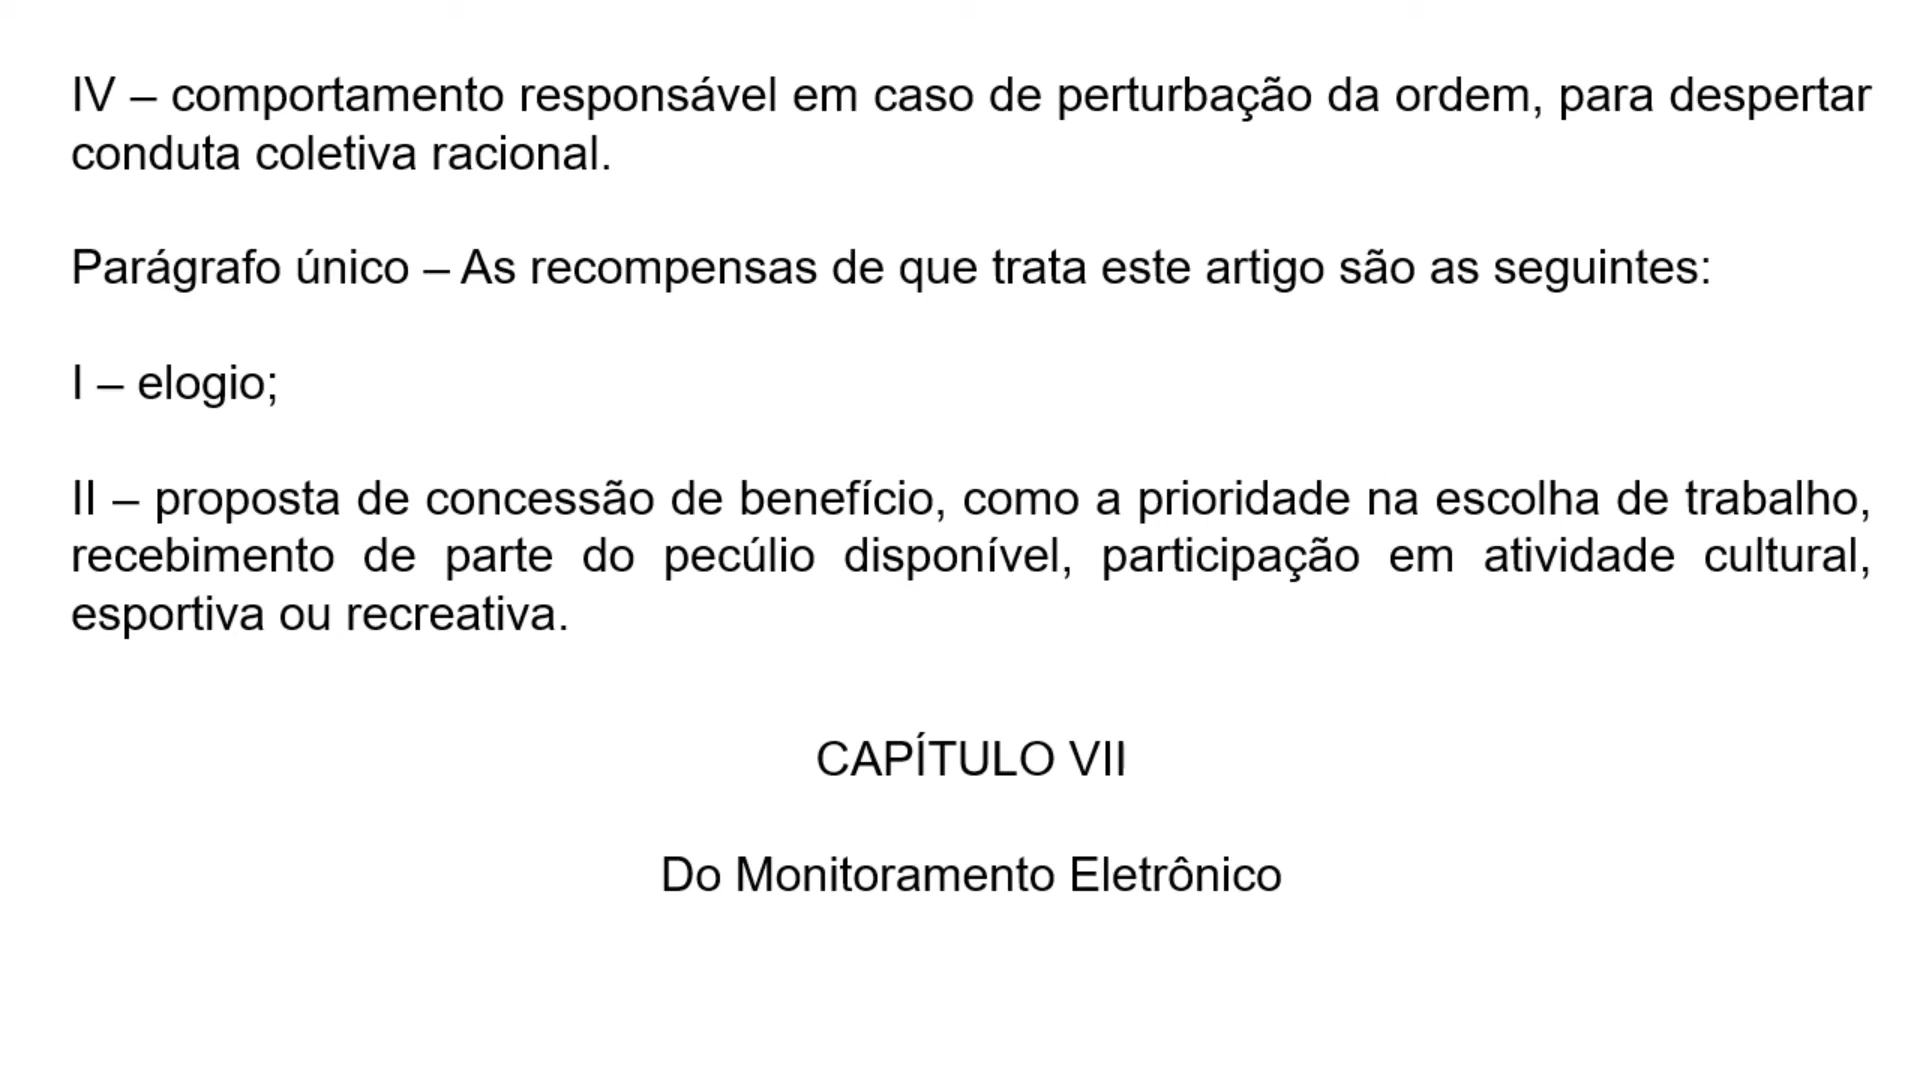 IV – comportamento responsável em caso de perturbação da ordem, para despertar
conduta coletiva racional.
Parágrafo único – As recompensas de que trata este artigo são as seguintes:
I – elogio;
II – proposta de concessão de benefício, como a prioridade na escolha de trabalho,
recebimento de parte do pecúlio disponível, participação em atividade cultural,
esportiva ou recreativa.
CAPÍTULO VII
Do Monitoramento Eletrônico